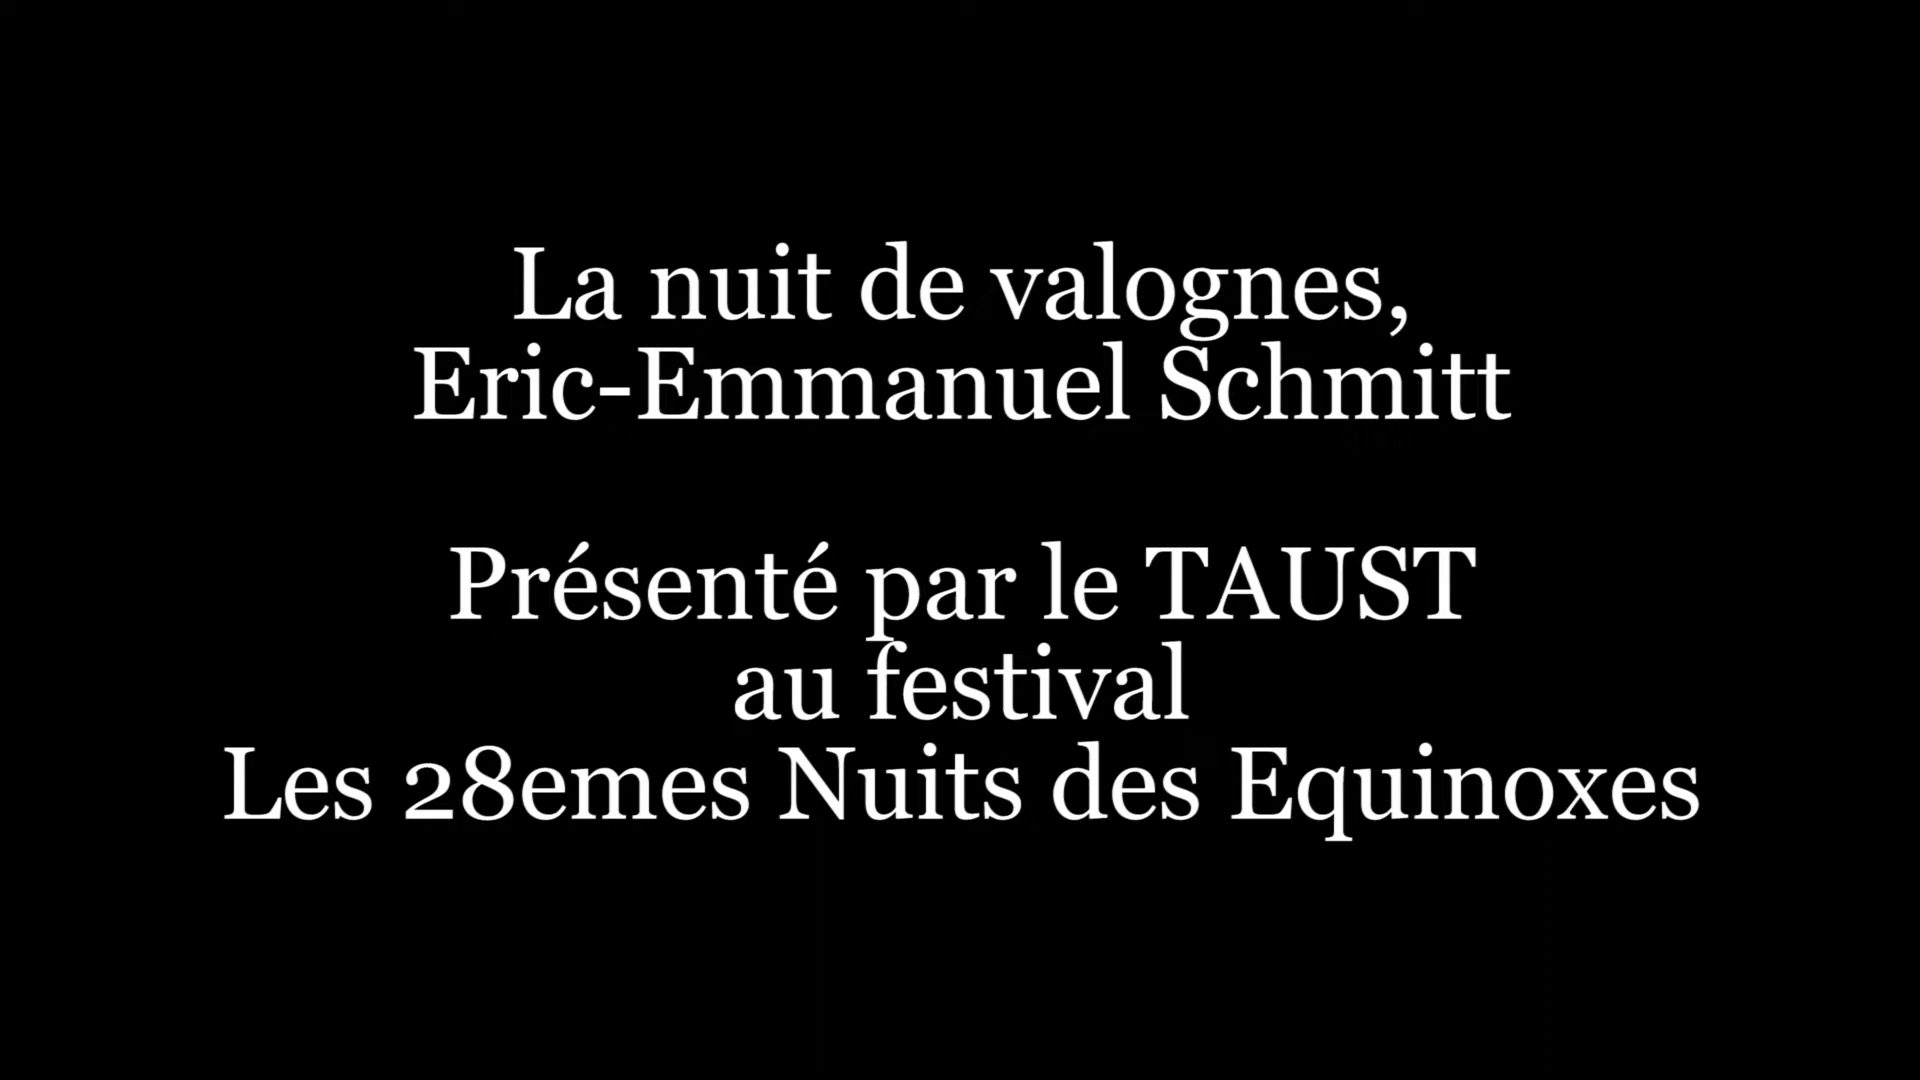 La nuit de valognes,
Eric-Emmanuel Schmitt
Présenté par le TAUST
au festival
Les 28emes Nuits des Equinoxes